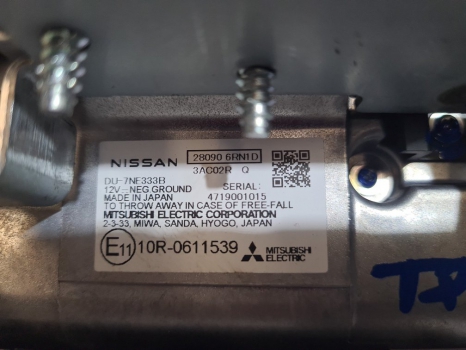 NISSAN 28090 6RN1D
3AC02R Q
DU-7NE333B
12V⎓NEG GROUND SERIAL:
MADE IN JAPAN 4719001015
TO THROW AWAY IN CASE OF FREE-FALL
MITSUBISHI ELECTRIC CORPORATION
2-3-33, MIWA, SANDA, HYOGO, JAPAN
E11 10R-0611539 MITSUBISHI ELECTRIC